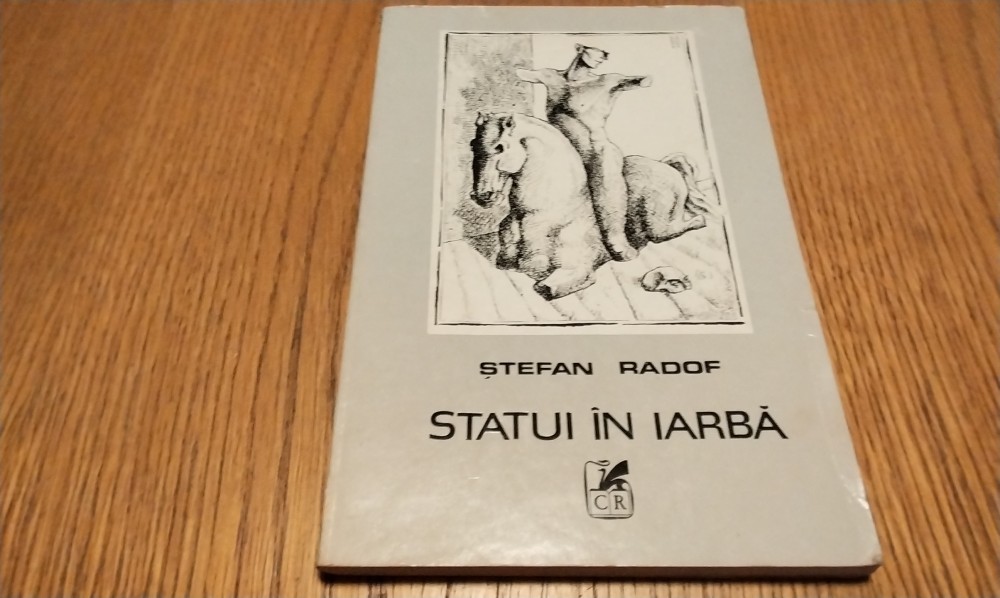 ȘTEFAN RADOF
STATUI ÎN IARBĂ
CR